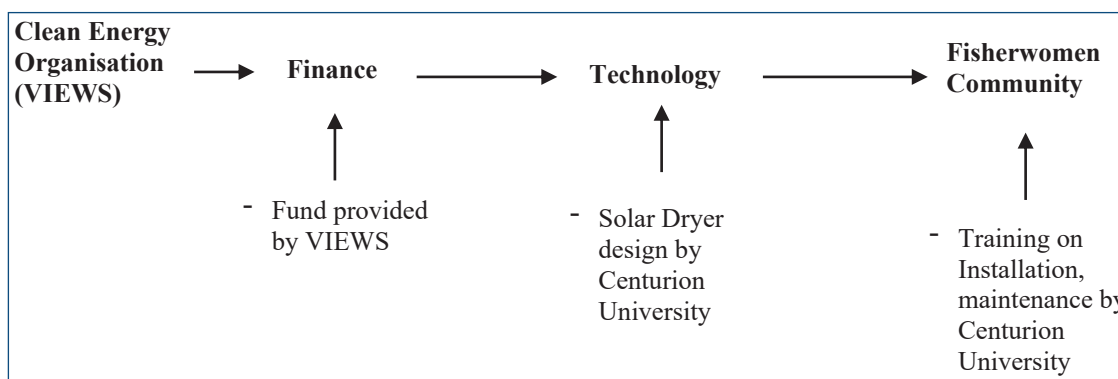 Clean Energy
Organisation
(VIEWS)
Finance
Technology
Fisherwomen
Community
- Fund provided
by VIEWS
- Solar Dryer
design by
Centurion
University
- Training on
Installation,
maintenance by
Centurion
University